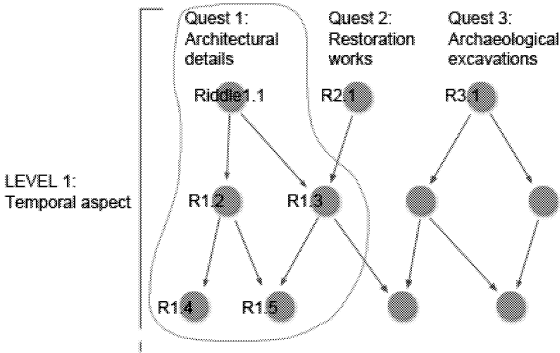 Quest 1:
Architectural
details
Quest 2:
Restoration
works
Quest 3:
Archaeological
excavations
Riddle1.1
R2.1
R3.1
LEVEL 1:
Temporal aspect
R1.2
R1.3
R1.4
R1.5